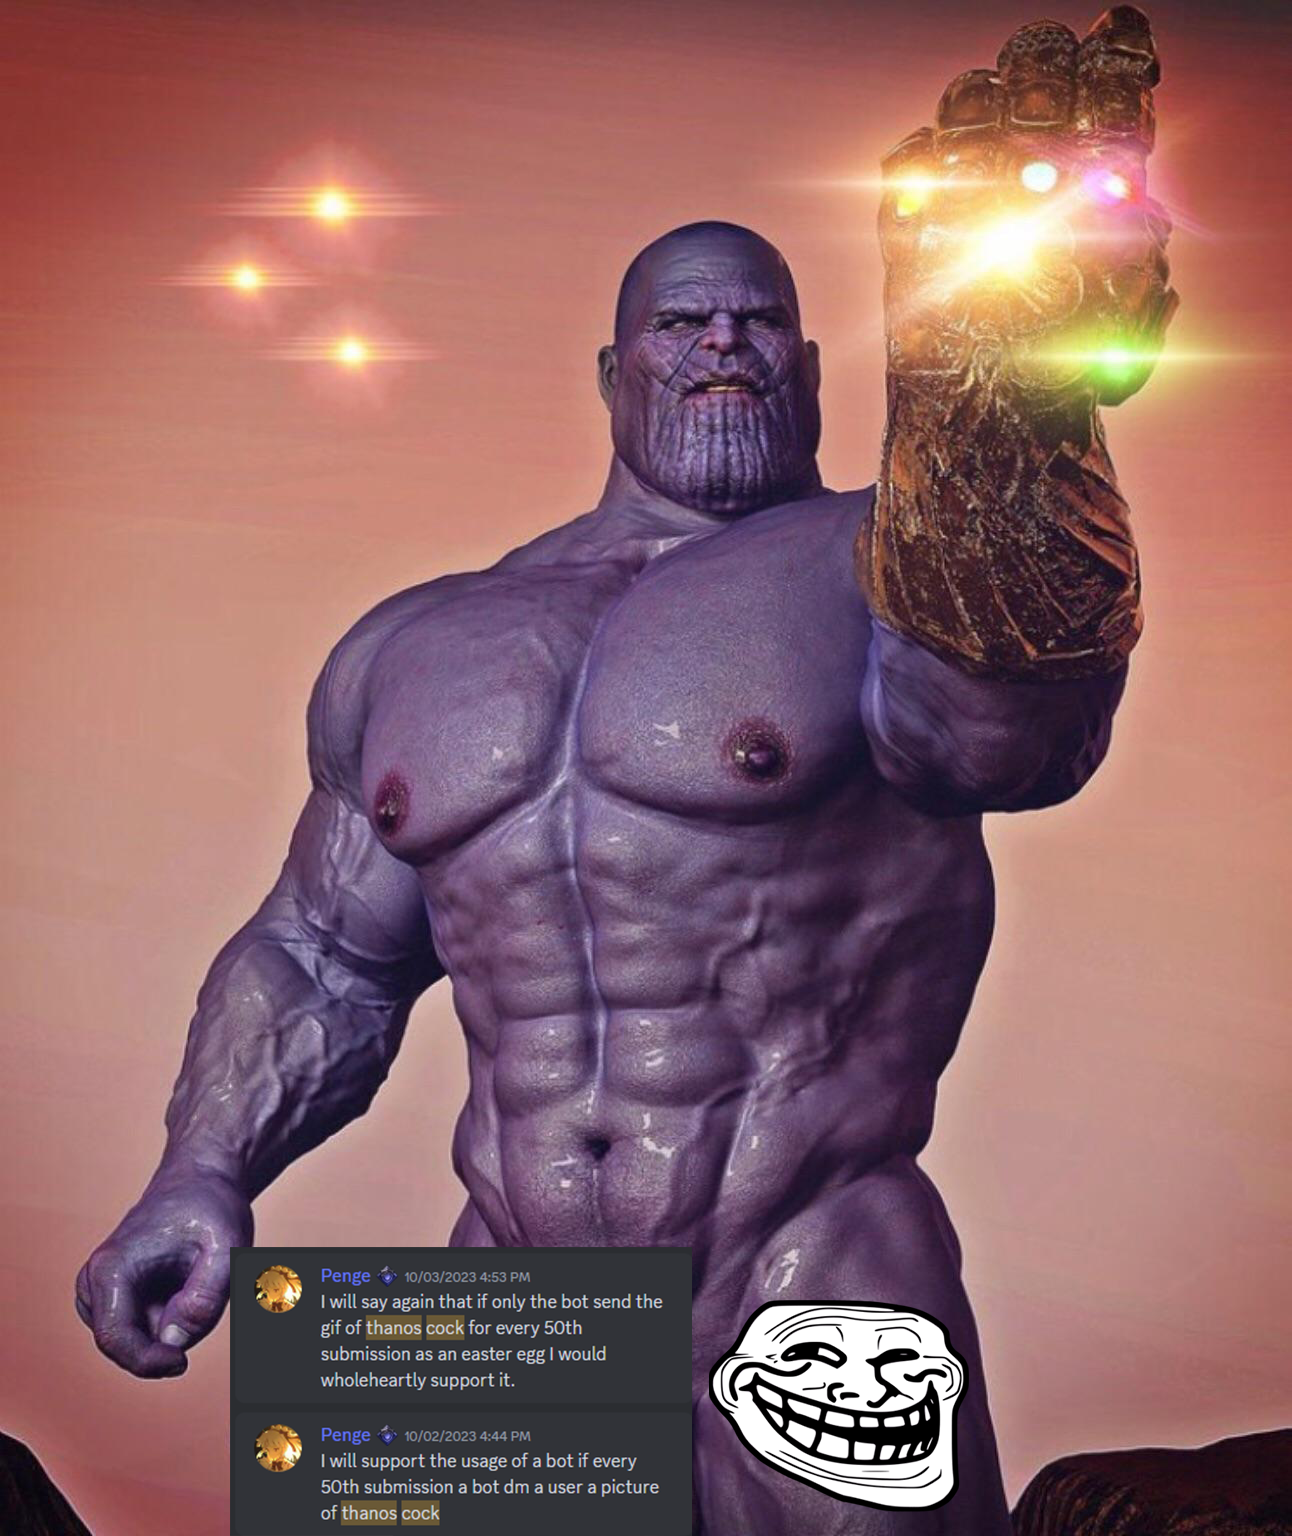 Penge 10/03/2023 4:53 PM
I will say again that if only the bot send the
gif of thanos cock for every 50th
submission as an easter egg I would
wholeheartly support it.
Penge 10/02/2023 4:44 PM
I will support the usage of a bot if every
50th submission a bot dm a user a picture
of thanos cock